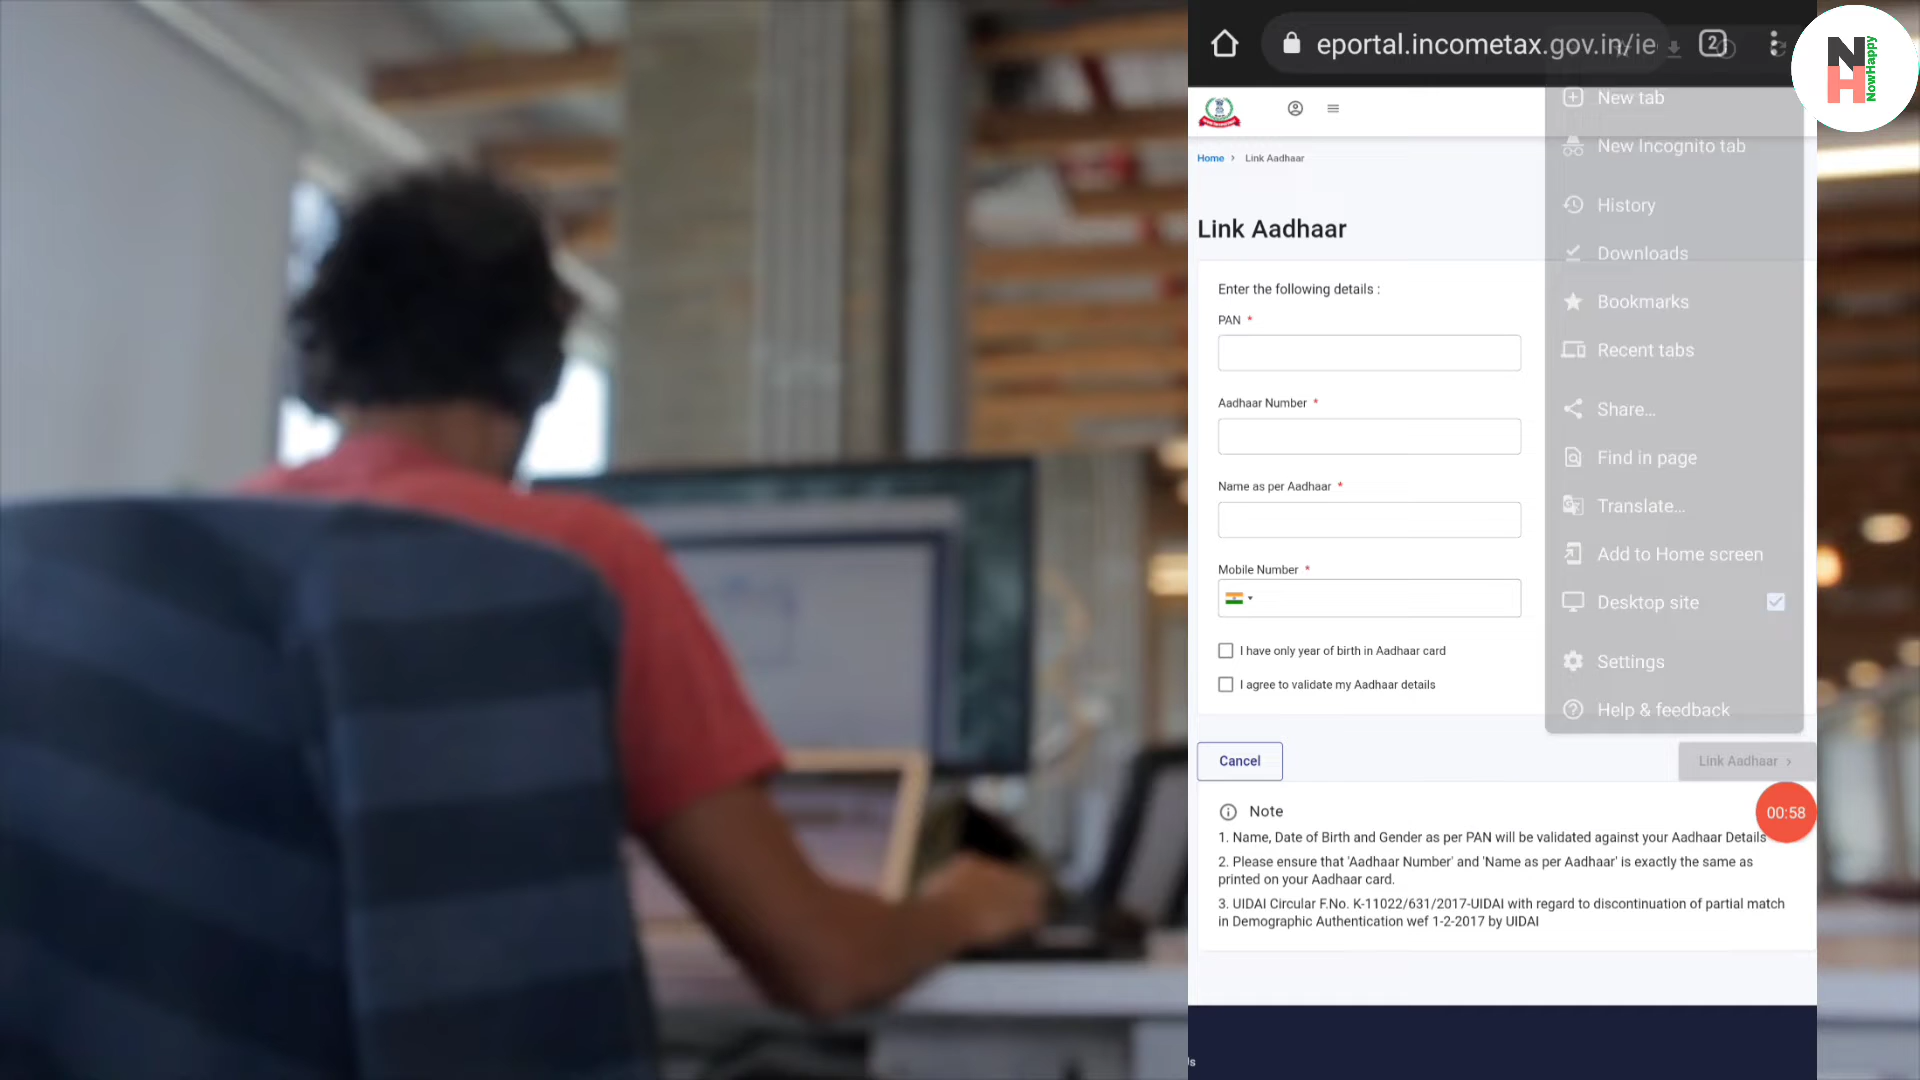 eportal.incometax.gov.in/ie
2
NH
NowHappy
New tab
New Incognito tab
History
Downloads
Bookmarks
Recent tabs
Share...
Find in page
Translate...
Add to Home screen
Desktop site
Settings
Help & feedback
Home > Link Aadhaar
Link Aadhaar
Enter the following details :
PAN *
Aadhaar Number *
Name as per Aadhaar *
Mobile Number *
I have only year of birth in Aadhaar card
I agree to validate my Aadhaar details
Cancel
Link Aadhaar >
00:58
Note
1. Name, Date of Birth and Gender as per PAN will be validated against your Aadhaar Details
2. Please ensure that 'Aadhaar Number' and 'Name as per Aadhaar' is exactly the same as
printed on your Aadhaar card.
3. UIDAI Circular F.No. K-11022/631/2017-UIDAI with regard to discontinuation of partial match
in Demographic Authentication wef 1-2-2017 by UIDAI